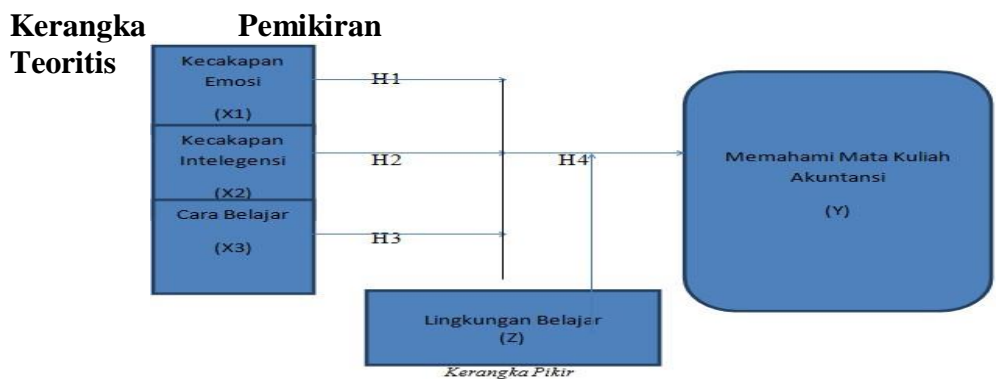 Kerangka Pemikiran
Teoritis
Kecakapan
Emosi
(X1)
H1
Kecakapan
Intelegensi
(X2)
H2
H4
Cara Belajar
(X3)
H3
Memahami Mata Kuliah
Akuntansi
(Y)
Lingkungan Belajar
(Z)
Kerangka Pikir